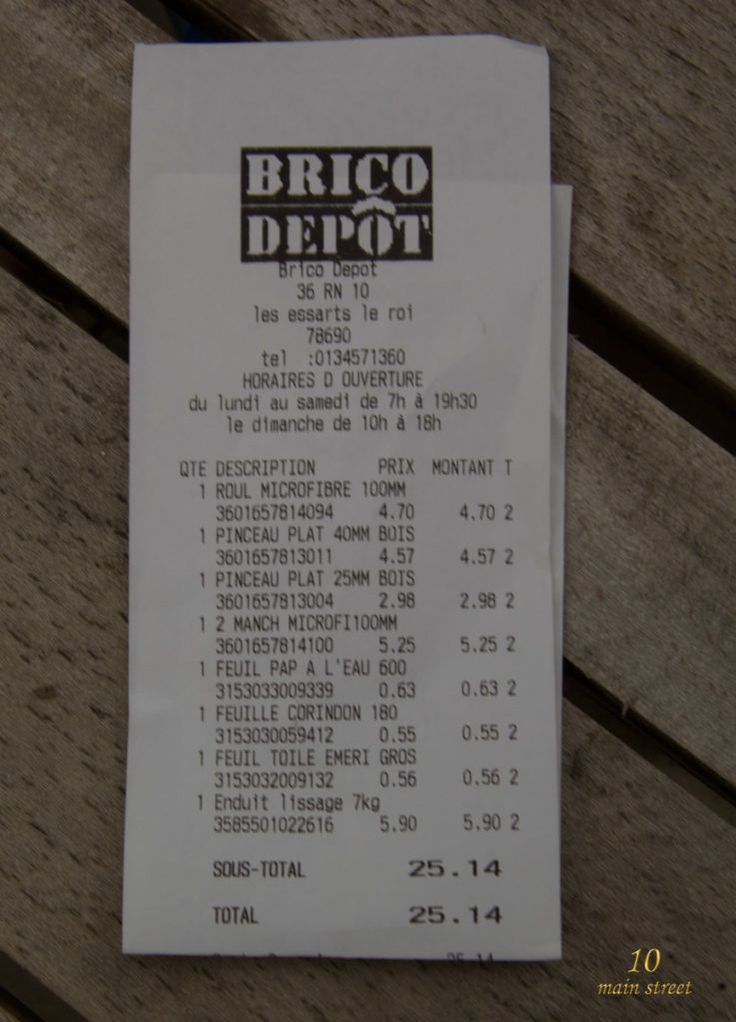 BRICO
DEPÔT
Brico Depot
36 RN 10
les essarts le roi
78690
tel :0134571360
HORAIRES D OUVERTURE
du lundi au samedi de 7h à 19h30
le dimanche de 10h à 18h
QTE DESCRIPTION PRIX MONTANT T
1 ROUL MICROFIBRE 100MM
3601657814094 4.70 4.70 2
1 PINCEAU PLAT 40MM BOIS
3601657813011 4.57 4.57 2
1 PINCEAU PLAT 25MM BOIS
3601657813004 2.98 2.98 2
1 2 MANCH MICROFI100MM
3601657814100 5.25 5.25 2
1 FEUIL PAP A L'EAU 600
3153033009339 0.63 0.63 2
1 FEUILLE CORINDON 180
3153030059412 0.55 0.55 2
1 FEUIL TOILE EMERI GROS
3153032009132 0.56 0.56 2
1 Enduit lissage 7kg
3585501022616 5.90 5.90 2
SOUS-TOTAL 25.14
TOTAL 25.14
10
main street